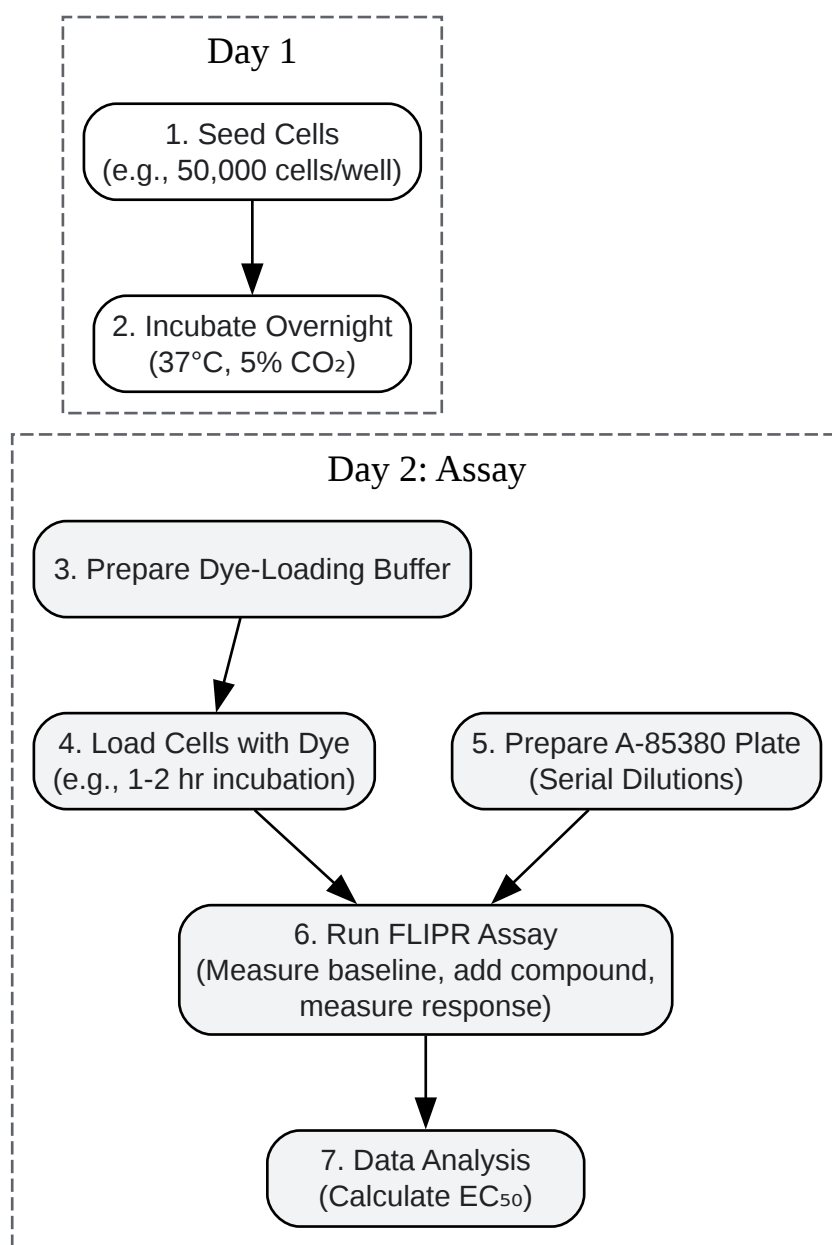 Day 1
1. Seed Cells
(e.g., 50,000 cells/well)
2. Incubate Overnight
(37°C, 5% CO₂)
Day 2: Assay
3. Prepare Dye-Loading Buffer
4. Load Cells with Dye
(e.g., 1-2 hr incubation)
5. Prepare A-85380 Plate
(Serial Dilutions)
6. Run FLIPR Assay
(Measure baseline, add compound,
measure response)
7. Data Analysis
(Calculate EC₅₀)